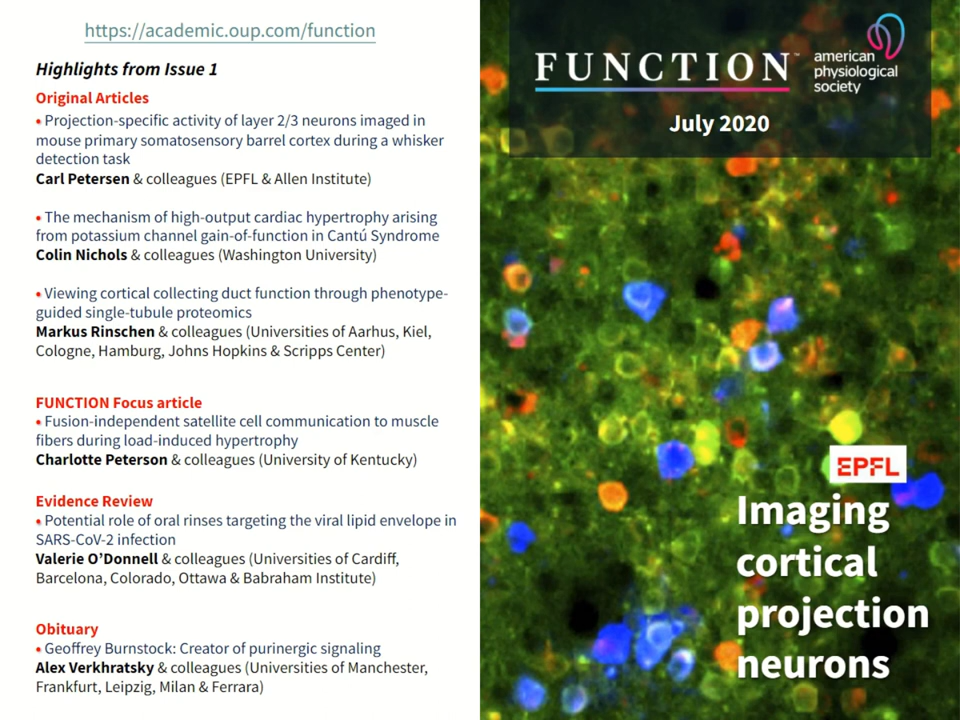 https://academic.oup.com/function
Highlights from Issue 1
Original Articles
• Projection-specific activity of layer 2/3 neurons imaged in
mouse primary somatosensory barrel cortex during a whisker
detection task
Carl Petersen & colleagues (EPFL & Allen Institute)
• The mechanism of high-output cardiac hypertrophy arising
from potassium channel gain-of-function in Cantú Syndrome
Colin Nichols & colleagues (Washington University)
• Viewing cortical collecting duct function through phenotype-
guided single-tubule proteomics
Markus Rinschen & colleagues (Universities of Aarhus, Kiel,
Cologne, Hamburg, Johns Hopkins & Scripps Center)
FUNCTION Focus article
• Fusion-independent satellite cell communication to muscle
fibers during load-induced hypertrophy
Charlotte Peterson & colleagues (University of Kentucky)
Evidence Review
• Potential role of oral rinses targeting the viral lipid envelope in
SARS-CoV-2 infection
Valerie O’Donnell & colleagues (Universities of Cardiff,
Barcelona, Colorado, Ottawa & Babraham Institute)
Obituary
• Geoffrey Burnstock: Creator of purinergic signaling
Alex Verkhratsky & colleagues (Universities of Manchester,
Frankfurt, Leipzig, Milan & Ferrara)
FUNCTION™
american
physiological
society
July 2020
EPFL
Imaging
cortical
projection
neurons